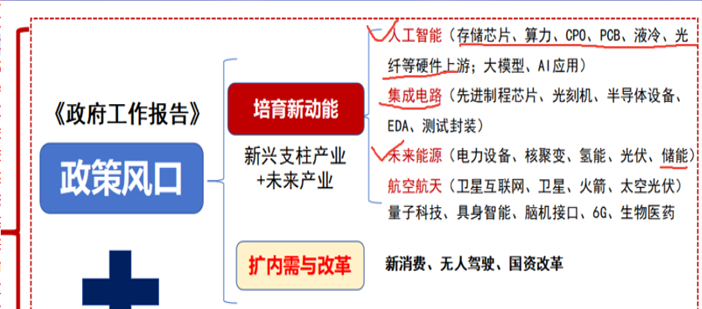 《政府工作报告》
政策风口
培育新动能
新兴支柱产业
+未来产业
人工智能（存储芯片、算力、CPO、PCB、液冷、光
纤等硬件上游；大模型、AI应用）
集成电路（先进制程芯片、光刻机、半导体设备、
EDA、测试封装）
未来能源（电力设备、核聚变、氢能、光伏、储能）
航空航天（卫星互联网、卫星、火箭、太空光伏）
量子科技、具身智能、脑机接口、6G、生物医药
扩内需与改革
新消费、无人驾驶、国资改革